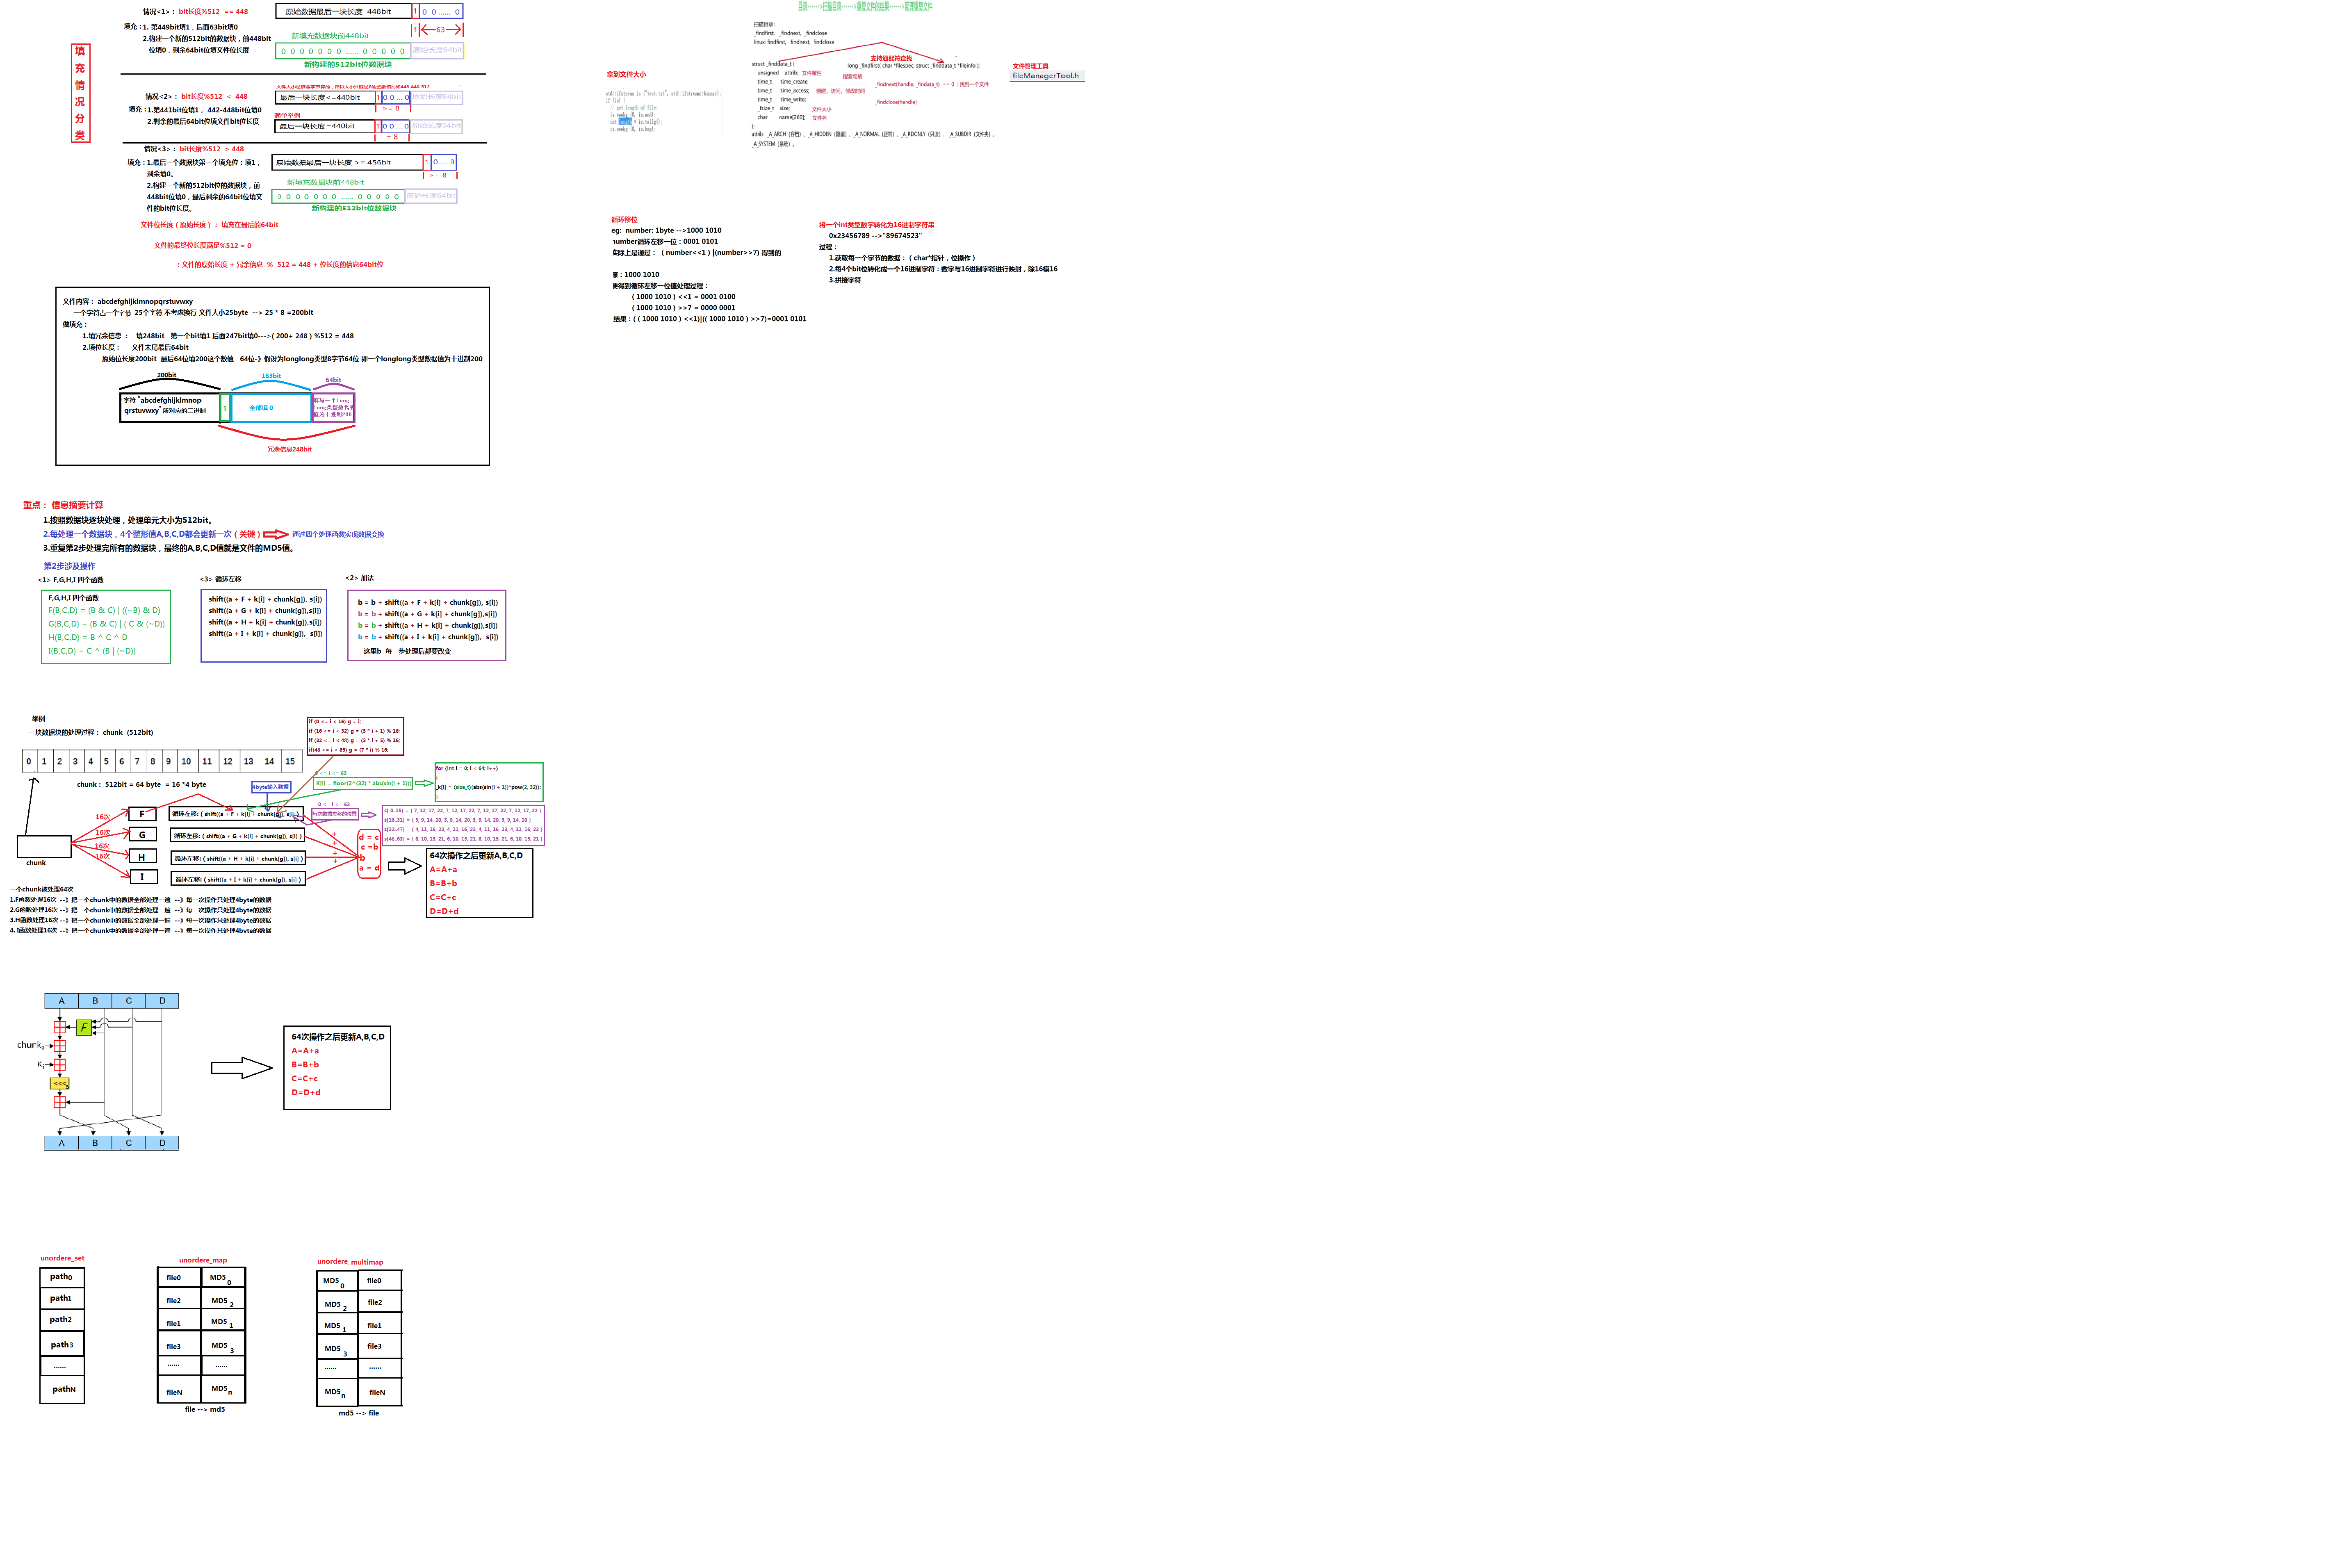 目录------>扫描目录------>重复文件的结果------>管理重复文件
填充情况分类
情况<1>： bit长度%512 == 448
填充：1. 第449bit填1，后面63bit填0
2.构建一个新的512bit的数据块，前448bit
位填0，剩余64bit位填文件位长度
原始数据最后一块长度 448bit
1
0 0 ...... 0
1
63
新填充数据块前448bit
0 0 0 0 0 0 0 ...... 0 0 0 0 0
原始长度64bit
新构建的512bit位数据块
情况<2>： bit长度%512 < 448
填充：1.第441bit位填1， 442-448bit位填0
2.剩余的最后64bit位填文件bit位长度
最后一块长度<=440bit
1
0 0 ... 0
原始长度64bit
>= 8
简单举例
最后一块长度 =440bit
1
0 0 ... 0
原始长度64bit
= 8
情况<3>： bit长度%512 > 448
填充：1.最后一个数据块第一个填充位：填1，
剩余填0。
2.构建一个新的512bit位的数据块，前
448bit位填0，最后剩余的64bit位填文
件的bit位长度。
原始数据最后一块长度 >= 456bit
1
0......0
>= 8
新填充数据块前448bit
0 0 0 0 0 0 0 ...... 0 0 0 0 0
原始长度64bit
新构建的512bit位数据块
文件位长度（原始长度）： 填充在最后的64bit
文件的最终位长度满足%512 = 0
：文件的原始长度 + 冗余信息 % 512 = 448 + 位长度的信息64bit位
文件内容： abcdefghijklmnopqrstuvwxy
一个字符占一个字节 25个字符 不考虑换行 文件大小25byte --> 25 * 8 =200bit
做填充：
1.填冗余信息 ： 填248bit 第一个bit填1 后面247bit填0--->( 200+ 248 ) %512 = 448
2.填位长度： 文件末尾最后64bit
原始位长度200bit 最后64位填200这个数值 64位-》假设为longlong类型8字节64位 即一个longlong类型数据值为十进制200
200bit
183bit
64bit
字符 "abcdefghijklmnop
qrstuvwxy" 所对应的二进制
1
全部填 0
填写一个long
long类型数代表
值为十进制200
冗余信息248bit
拿到文件大小
std::ifstream is ("test.txt", std::ifstream::binary);
if (is) {
// get length of file:
is.seekg (0, is.end);
int length = is.tellg();
is.seekg (0, is.beg);
扫描目录:
_findfirst, _findnext, _findclose
linux: findfirst, findnext, findclose
struct _finddata_t {
unsigned attrib; 文件属性
time_t time_create;
time_t time_access; 创建、访问、修改时间
time_t time_write;
_fsize_t size; 文件大小
char name[260]; 文件名
};
attrib: _A_ARCH（存档）、_A_HIDDEN（隐藏）、_A_NORMAL（正常）、_A_RDONLY（只读）、_A_SUBDIR（文件夹）、
_A_SYSTEM（系统）。
支持通配符查找
long _findfirst( char *filespec, struct _finddata_t *fileinfo );
搜索句柄
_findnext(handle, _findata_t) == 0 : 找到一个文件
_findclose(handle)
文件管理工具
fileManagerTool.h
循环移位
eg: number: 1byte -->1000 1010
number循环左移一位：0001 0101
实际上是通过： （number<<1）|(number>>7) 得到的
：1000 1010
要得到循环左移一位值处理过程：
( 1000 1010 ) <<1 = 0001 0100
( 1000 1010 ) >>7 = 0000 0001
结果：( ( 1000 1010 ) <<1)|(( 1000 1010 ) >>7)=0001 0101
将一个int类型数字转化为16进制字符串
0x23456789 -->"89674523"
过程：
1.获取每一个字节的数据：（ char*指针，位操作）
2.每4个bit位转化成一个16进制字符：数字与16进制字符进行映射，除16模16
3.拼接字符
重点： 信息摘要计算
1.按照数据块逐块处理，处理单元大小为512bit。
2.每处理一个数据块，4个整形值A,B,C,D都会更新一次（关键） 通过四个处理函数实现数据变换
3.重复第2步处理完所有的数据块，最终的A,B,C,D值就是文件的MD5值。
第2步涉及操作
<1> F,G,H,I 四个函数
F,G,H,I 四个函数
F(B,C,D) = (B & C) | ((~B) & D)
G(B,C,D) = (B & C) | ( C & (~D))
H(B,C,D) = B ^ C ^ D
I(B,C,D) = C ^ (B | (~D))
<3> 循环左移
shift((a + F + k[i] + chunk[g]), s[i])
shift((a + G + k[i] + chunk[g]),s[i])
shift((a + H + k[i] + chunk[g]),s[i])
shift((a + I + k[i] + chunk[g]), s[i])
<2> 加法
b = b + shift((a + F + k[i] + chunk[g]), s[i])
b = b + shift((a + G + k[i] + chunk[g]),s[i])
b = b + shift((a + H + k[i] + chunk[g]),s[i])
b = b + shift((a + I + k[i] + chunk[g]), s[i])
这里b 每一步处理后都要改变
举例
一块数据块的处理过程： chunk (512bit)
0 1 2 3 4 5 6 7 8 9 10 11 12 13 14 15
chunk： 512bit = 64 byte = 16 *4 byte
if (0 <= i < 16) g = i;
if (16 <= i < 32) g = (5 * i + 1) % 16;
if (32 <= i < 48) g = (3 * i + 5) % 16;
if(48 <= i < 63) g = (7 * i) % 16;
0 <= i <= 63
K[i] = floor(2^(32) * abs(sin(i + 1)))
for (int i = 0; i < 64; i++)
{
_k[i] = (size_t)(abs(sin(i + 1))*pow(2, 32));
}
4byte输入数据
0 <= i <= 63
每次数据左移的位置
s[ 0..15] = { 7, 12, 17, 22, 7, 12, 17, 22, 7, 12, 17, 22, 7, 12, 17, 22 }
s[16..31] = { 5, 9, 14, 20, 5, 9, 14, 20, 5, 9, 14, 20, 5, 9, 14, 20 }
s[32..47] = { 4, 11, 16, 23, 4, 11, 16, 23, 4, 11, 16, 23, 4, 11, 16, 23 }
s[48..63] = { 6, 10, 15, 21, 6, 10, 15, 21, 6, 10, 15, 21, 6, 10, 15, 21 }
chunk
16次
16次
16次
16次
F
G
H
I
循环左移: ( shift((a + F + k[i] + chunk[g]), s[i] )
循环左移: ( shift((a + G + k[i] + chunk[g]), s[i] )
循环左移: ( shift((a + H + k[i] + chunk[g]), s[i] )
循环左移: ( shift((a + I + k[i] + chunk[g]), s[i] )
+
+
+
+
d = c
c =b
b
a = d
64次操作之后更新A,B,C,D
A=A+a
B=B+b
C=C+c
D=D+d
一个chunk被处理64次
1.F函数处理16次 --》把一个chunk中的数据全部处理一遍 --》每一次操作只处理4byte的数据
2.G函数处理16次 --》把一个chunk中的数据全部处理一遍 --》每一次操作只处理4byte的数据
3.H函数处理16次 --》把一个chunk中的数据全部处理一遍 --》每一次操作只处理4byte的数据
4. I函数处理16次 --》把一个chunk中的数据全部处理一遍 --》每一次操作只处理4byte的数据
A B C D
F
chunk
K i
<<< s
A B C D
64次操作之后更新A,B,C,D
A=A+a
B=B+b
C=C+c
D=D+d
unordere_set
path0
path1
path2
path3
......
pathN
unordere_map
file0 MD5 0
file2 MD5 2
file1 MD5 1
file3 MD5 3
...... ......
fileN MD5 n
file --> md5
unordere_multimap
MD5 0 file0
MD5 2 file2
MD5 1 file1
MD5 3 file3
...... ......
MD5 n fileN
md5 --> file